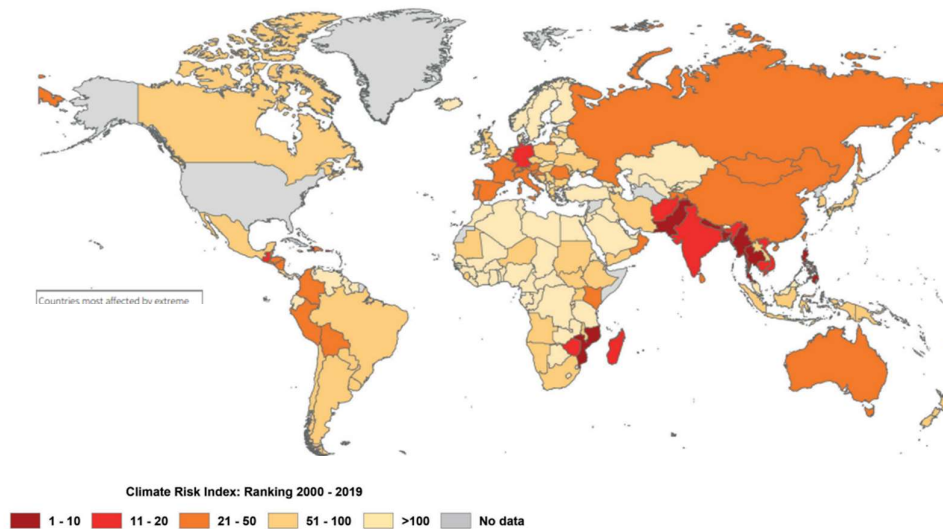 Countries most affected by extreme
Climate Risk Index: Ranking 2000 - 2019
1 - 10 11 - 20 21 - 50 51 - 100 >100 No data